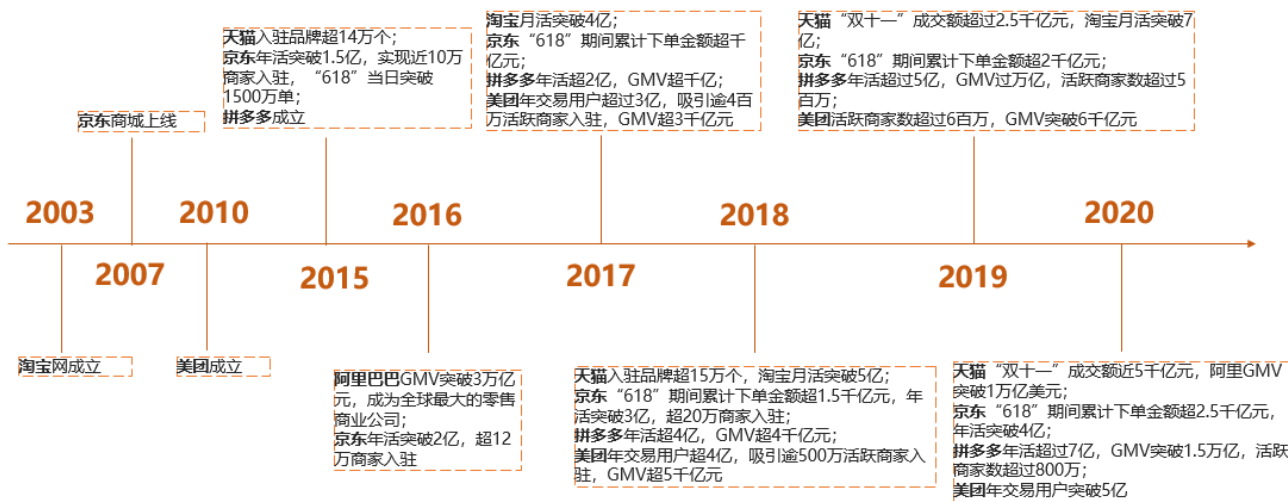 京东商城上线
天猫入驻品牌超14万个；
京东年活突破1.5亿，实现近10万
商家入驻，“618”当日突破
1500万单；
拼多多成立
淘宝月活突破4亿；
京东“618”期间累计下单金额超千
亿元；
拼多多年活超2亿，GMV超千亿；
美团年交易用户超过3亿，吸引逾4百
万活跃商家入驻，GMV超3千亿元
天猫“双十一”成交额超过2.5千亿元，淘宝月活突破7
亿；
京东“618”期间累计下单金额超2千亿元；
拼多多年活超过5亿，GMV过万亿，活跃商家数超过5
百万；
美团活跃商家数超过6百万，GMV突破6千亿元
2003
2010
2016
2018
2020
2007
2015
2017
2019
淘宝网成立
美团成立
阿里巴巴GMV突破3万亿
元，成为全球最大的零售
商业公司；
京东年活突破2亿，超12
万商家入驻
天猫入驻品牌超15万个，淘宝月活突破5亿；
京东“618”期间累计下单金额超1.5千亿元，年
活突破3亿，超20万商家入驻；
拼多多年活超4亿，GMV超4千亿元；
美团年交易用户超4亿，吸引逾500万活跃商家入
驻，GMV超5千亿元
天猫“双十一”成交额近5千亿元，阿里GMV
突破1万亿美元；
京东“618”期间累计下单金额超2.5千亿元，
年活突破4亿；
拼多多年活超过7亿，GMV突破1.5万亿，活跃
商家数超过800万；
美团年交易用户突破5亿